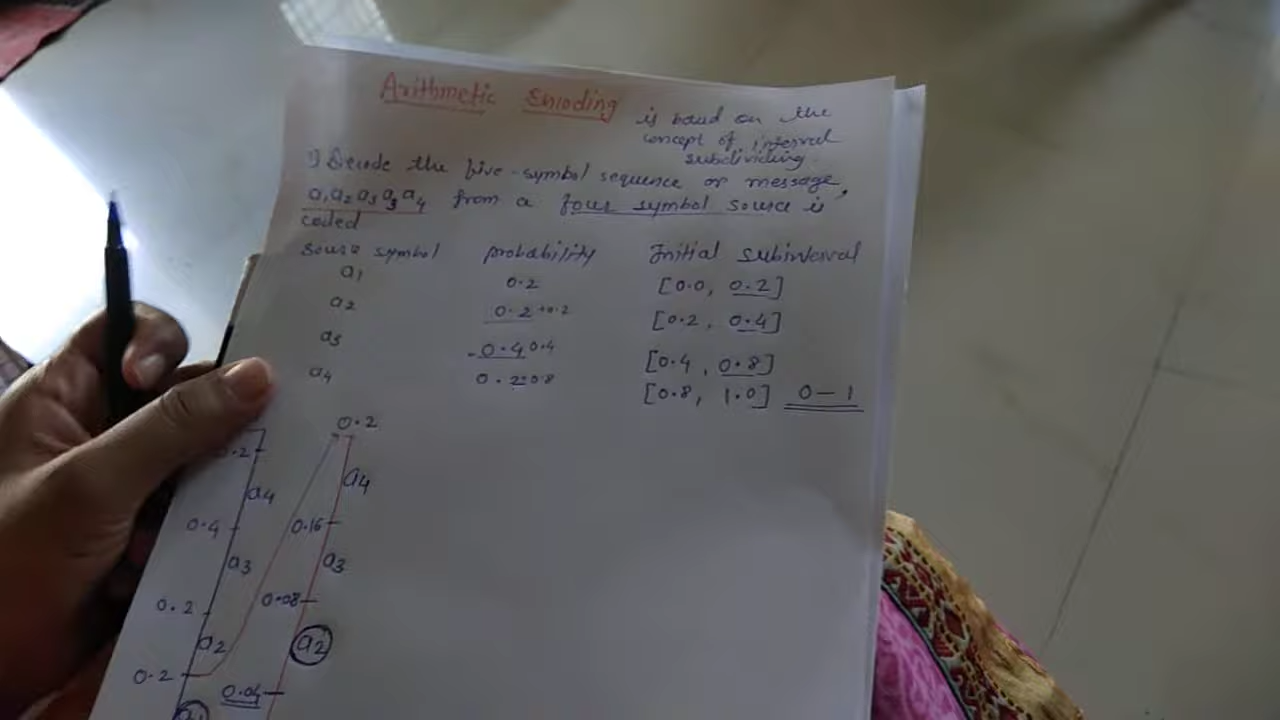 Arithmetic Encoding is based on the
concept of interval
subdividing
1) Decode the five-symbol sequence or message,
a1 a2 a3 a3 a4 from a four symbol source is
coded
source symbol probability Initial subinterval
a1 0.2 [0.0, 0.2]
a2 0.2+0.2 [0.2, 0.4]
a3 0.4 0.4 [0.4, 0.8]
a4 0.2 0.8 [0.8, 1.0] 0-1
0.2
a4 a4
0.4 0.16
a3 a3
0.2 0.08
a2 a2
0.2 0.04